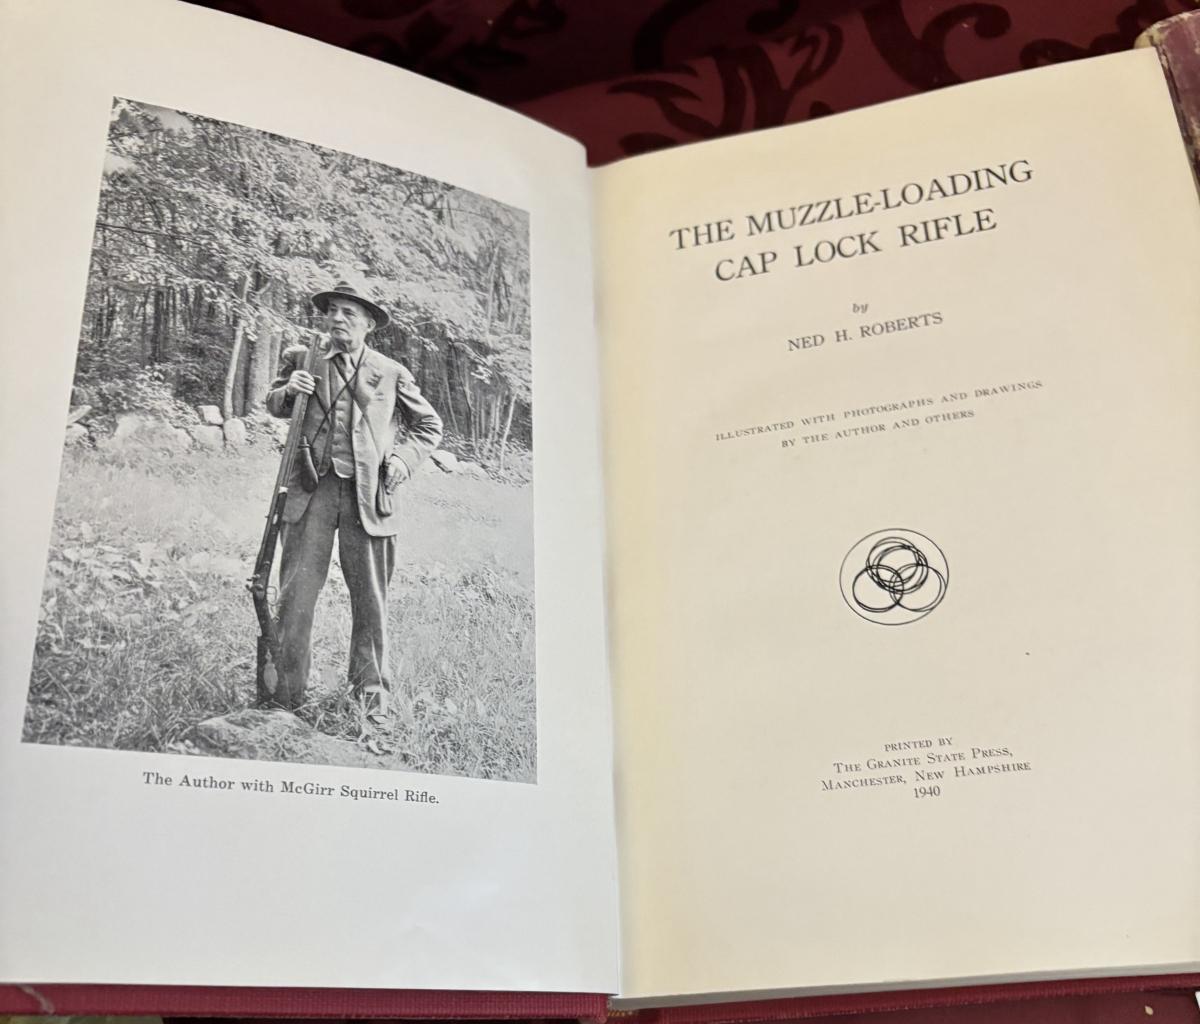 The Author with McGirr Squirrel Rifle.
THE MUZZLE-LOADING
CAP LOCK RIFLE
by
NED H. ROBERTS
ILLUSTRATED WITH PHOTOGRAPHS AND DRAWINGS
BY THE AUTHOR AND OTHERS
PRINTED BY
THE GRANITE STATE PRESS,
MANCHESTER, NEW HAMPSHIRE
1940